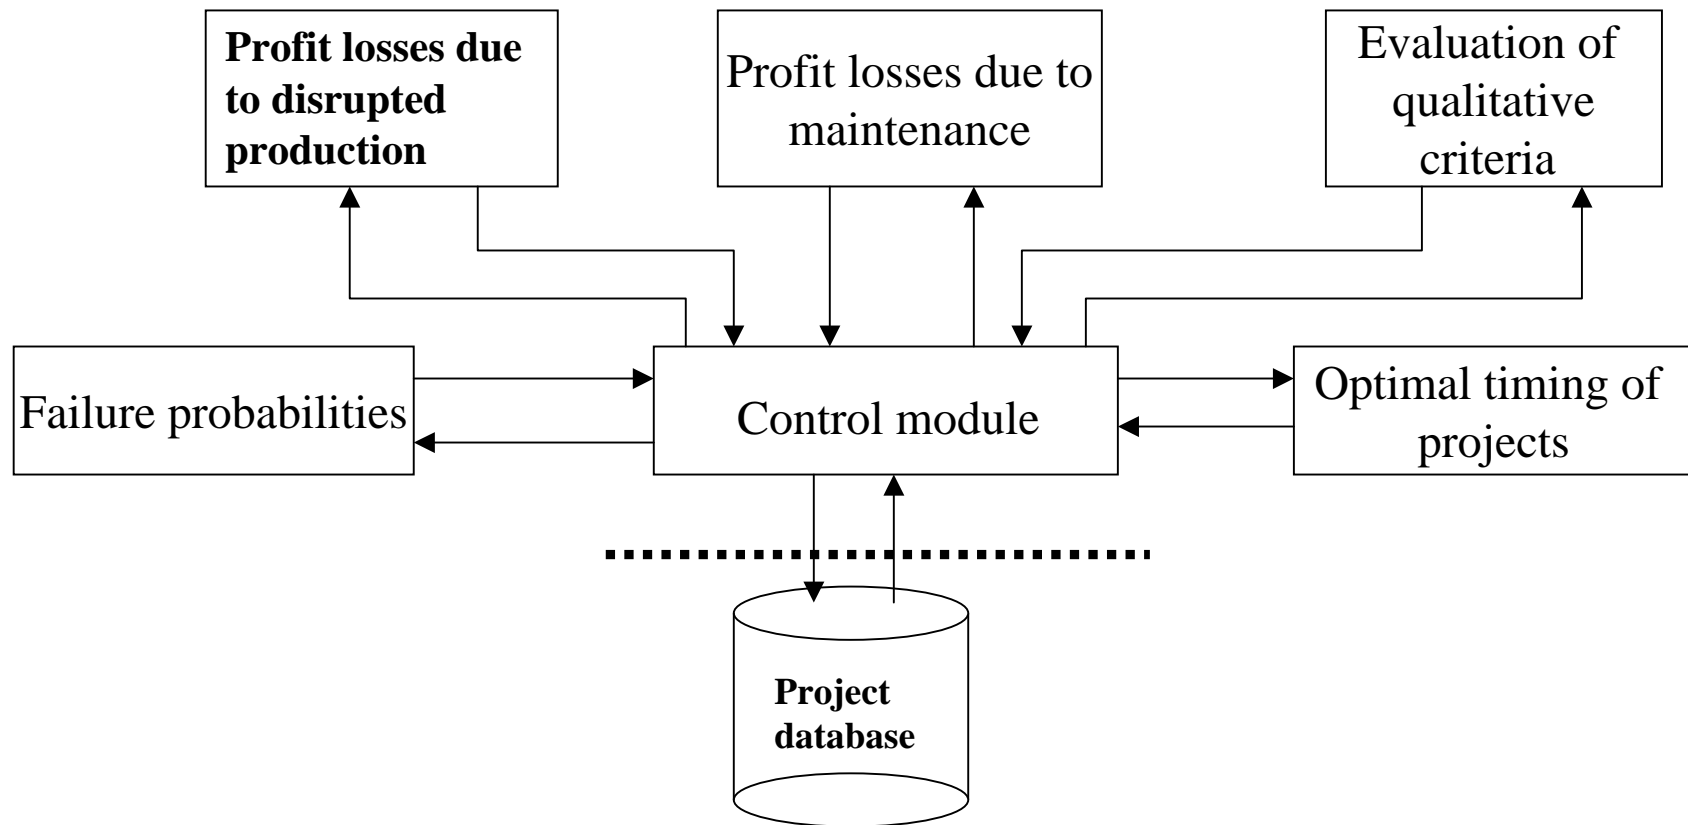 Profit losses due
to disrupted
production
Profit losses due to
maintenance
Evaluation of
qualitative
criteria
Failure probabilities
Control module
Optimal timing of
projects
Project
database